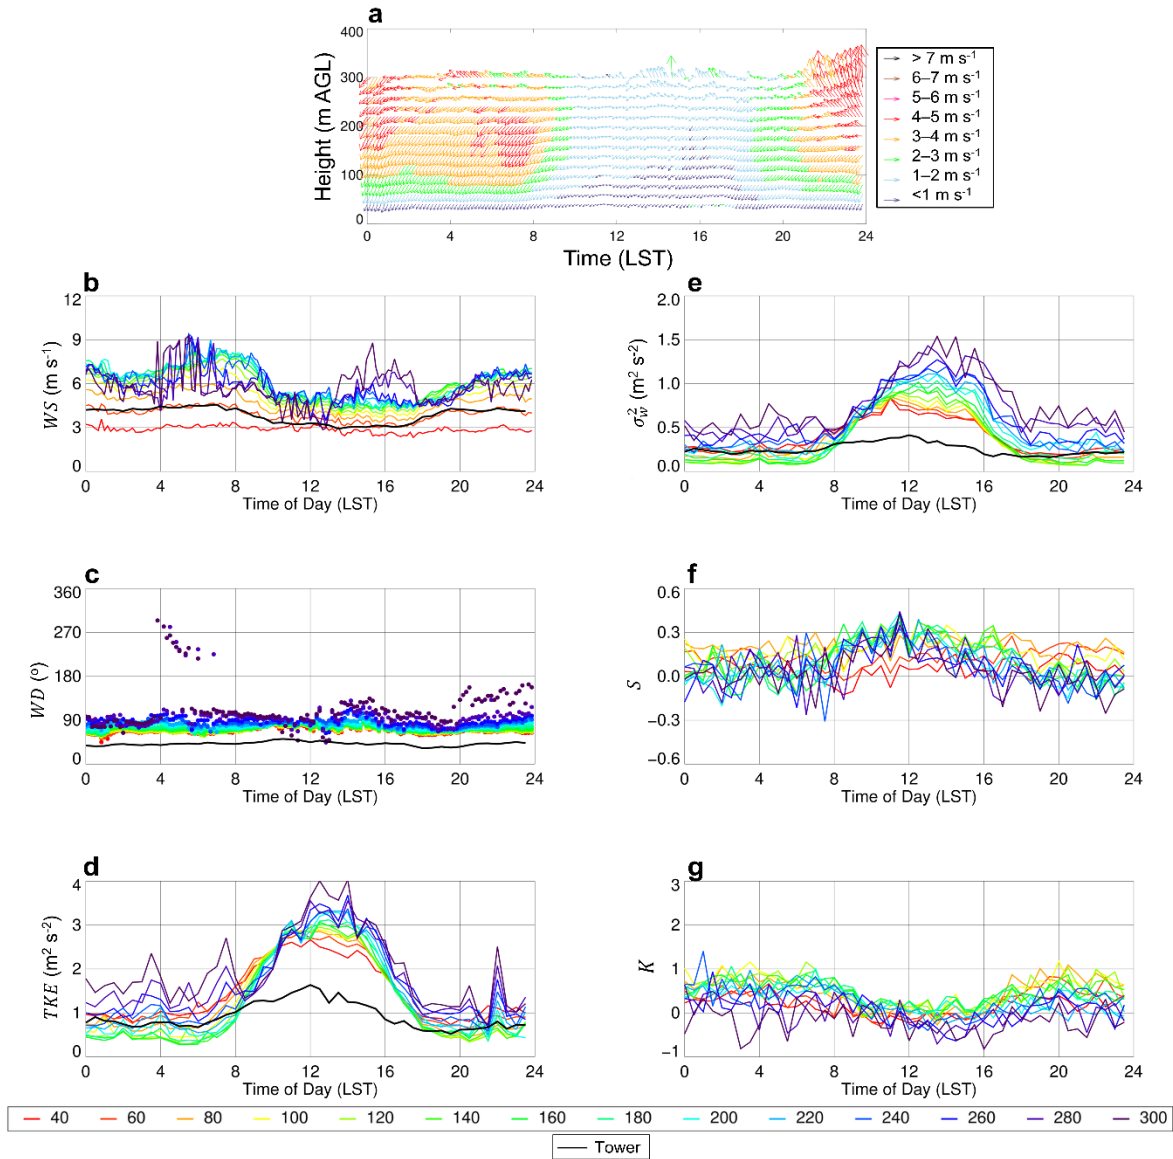 a
400
300
200
100
0
Height (m AGL)
0 4 8 12 16 20 24
Time (LST)
> 7 m s⁻¹
6–7 m s⁻¹
5–6 m s⁻¹
4–5 m s⁻¹
3–4 m s⁻¹
2–3 m s⁻¹
1–2 m s⁻¹
<1 m s⁻¹
b
12
9
6
3
0
WS (m s⁻¹)
0 4 8 12 16 20 24
Time of Day (LST)
e
2.0
1.5
1.0
0.5
0.0
σ²w (m² s⁻²)
0 4 8 12 16 20 24
Time of Day (LST)
c
360
270
180
90
0
WD (°)
0 4 8 12 16 20 24
Time of Day (LST)
f
0.6
0.3
0.0
−0.3
−0.6
S
0 4 8 12 16 20 24
Time of Day (LST)
d
4
3
2
1
0
TKE (m² s⁻²)
0 4 8 12 16 20 24
Time of Day (LST)
g
3
2
1
0
−1
K
0 4 8 12 16 20 24
Time of Day (LST)
40 60 80 100 120 140 160 180 200 220 240 260 280 300
Tower